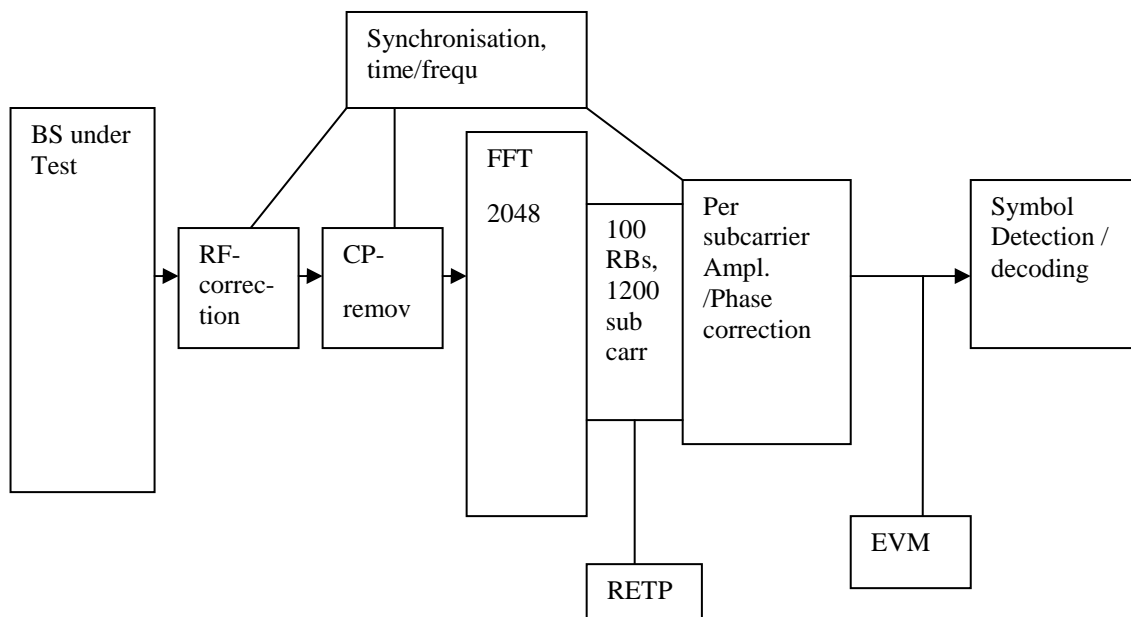 Synchronisation,
time/frequ
BS under
Test
RF-
correc-
tion
CP-
remov
FFT
2048
100
RBs,
1200
sub
carr
Per
subcarrier
Ampl.
/Phase
correction
Symbol
Detection /
decoding
EVM
RETP